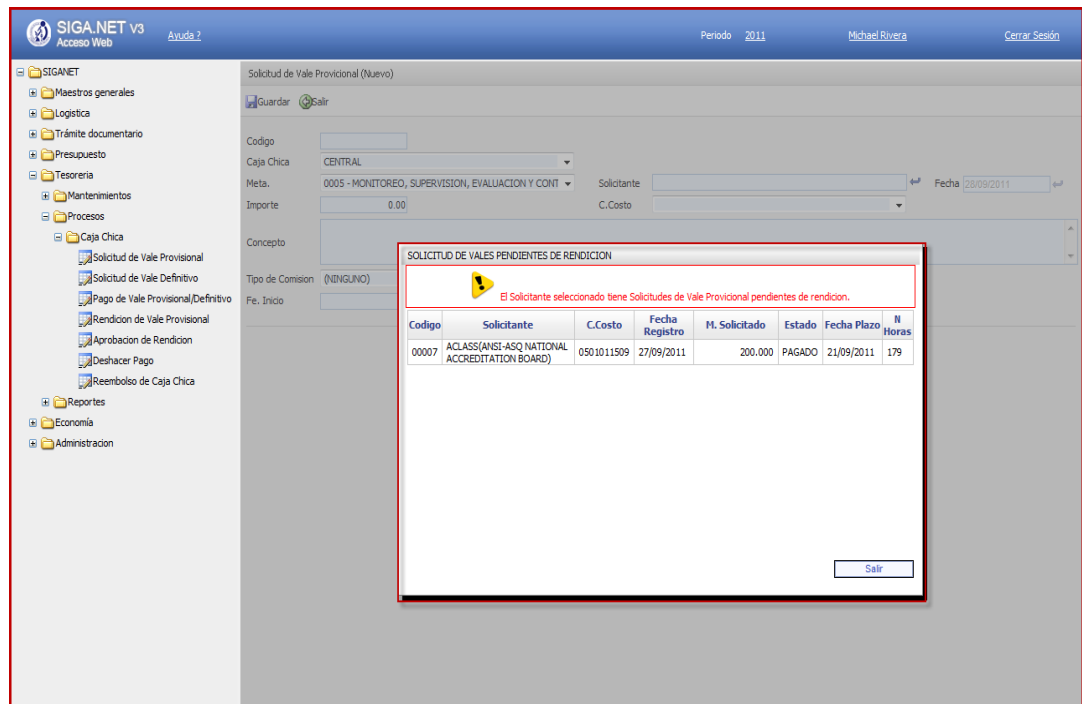 SIGA.NET V3
Acceso Web
Ayuda ?
Periodo 2011
Michael Rivera
Cerrar Sesión
SIGANET
Maestros generales
Logistica
Trámite documentario
Presupuesto
Tesoreria
Mantenimientos
Procesos
Caja Chica
Solicitud de Vale Provisional
Solicitud de Vale Definitivo
Pago de Vale Provisional/Definitivo
Rendicion de Vale Provisional
Aprobacion de Rendicion
Deshacer Pago
Reembolso de Caja Chica
Reportes
Economía
Administracion
Solicitud de Vale Provicional (Nuevo)
Guardar Salir
Codigo
Caja Chica CENTRAL
Meta. 0005 - MONITOREO, SUPERVISION, EVALUACION Y CONT Solicitante Fecha 28/09/2011
Importe 0.00 C.Costo
Concepto
Tipo de Comision (NINGUNO)
Fe. Inicio
SOLICITUD DE VALES PENDIENTES DE RENDICION
El Solicitante seleccionado tiene Solicitudes de Vale Provicional pendientes de rendicion.
Codigo Solicitante C.Costo Fecha Registro M. Solicitado Estado Fecha Plazo N Horas
00007 ACLASS(ANSI-ASQ NATIONAL ACCREDITATION BOARD) 0501011509 27/09/2011 200.000 PAGADO 21/09/2011 179
Salir